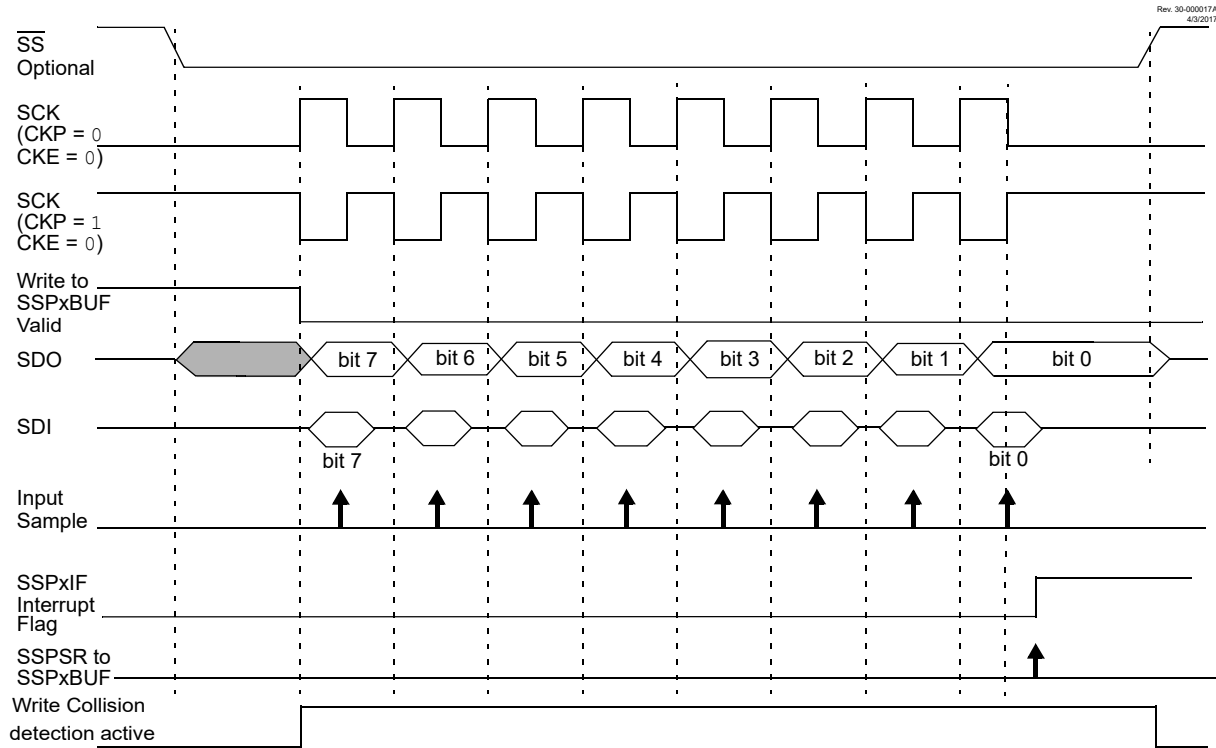 Rev. 30-000017A
4/3/2017
SS
Optional
SCK
(CKP = 0
CKE = 0)
SCK
(CKP = 1
CKE = 0)
Write to
SSPxBUF
Valid
SDO
bit 7
bit 6
bit 5
bit 4
bit 3
bit 2
bit 1
bit 0
SDI
bit 7
bit 0
Input
Sample
SSPxIF
Interrupt
Flag
SSPSR to
SSPxBUF
Write Collision
detection active